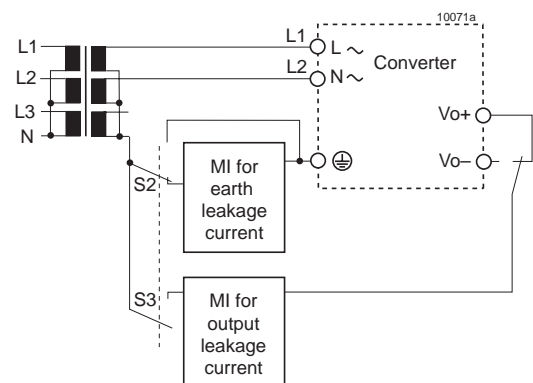 10071a
L1
L1
L ∼
Converter
L2
L2
N ∼
L3
Vo+
N
Vo–
S2
MI for
earth
leakage
current
S3
MI for
output
leakage
current